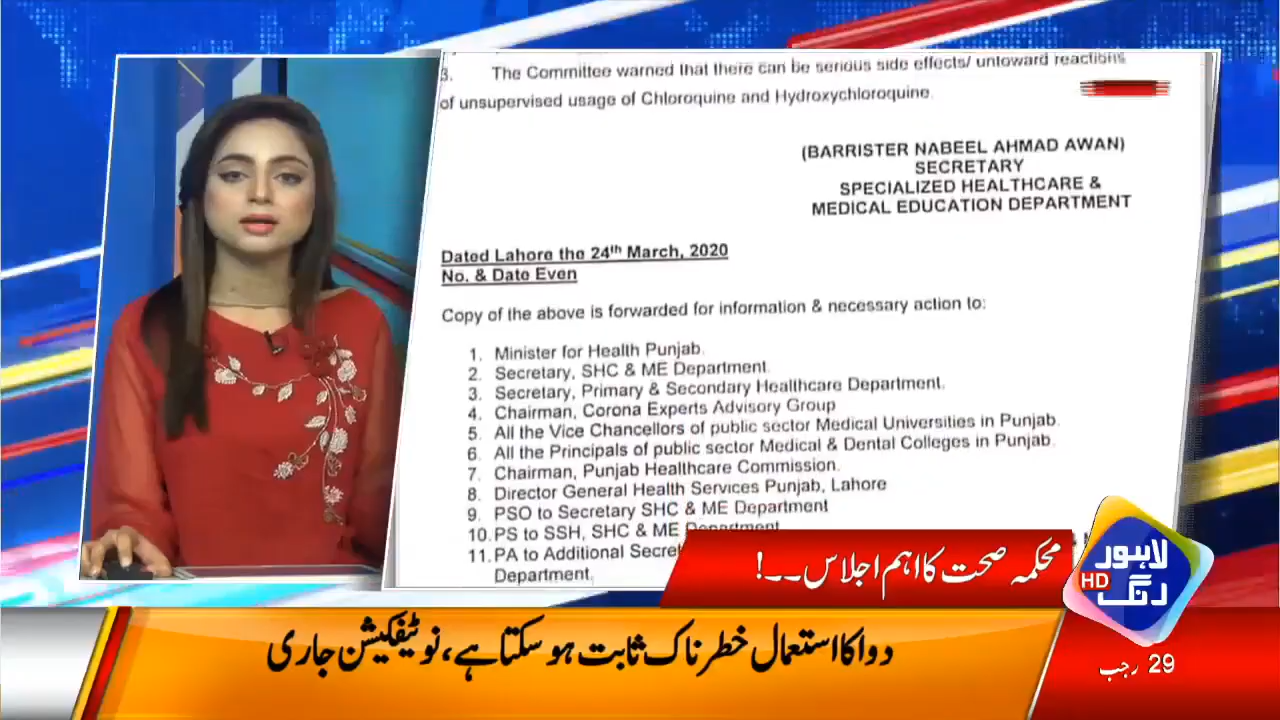 3. The Committee warned that there can be serious side effects/ untoward reactions
of unsupervised usage of Chloroquine and Hydroxychloroquine.
(BARRISTER NABEEL AHMAD AWAN)
SECRETARY
SPECIALIZED HEALTHCARE &
MEDICAL EDUCATION DEPARTMENT
Dated Lahore the 24th March, 2020
No. & Date Even
Copy of the above is forwarded for information & necessary action to:
1. Minister for Health Punjab.
2. Secretary, SHC & ME Department.
3. Secretary, Primary & Secondary Healthcare Department.
4. Chairman, Corona Experts Advisory Group
5. All the Vice Chancellors of public sector Medical Universities in Punjab.
6. All the Principals of public sector Medical & Dental Colleges in Punjab.
7. Chairman, Punjab Healthcare Commission.
8. Director General Health Services Punjab, Lahore
9. PSO to Secretary SHC & ME Department
10. PS to SSH, SHC & ME Department
11. PA to Additional
Department.
محکمہ صحت کا اہم اجلاس ۔۔۔!
لاہور
رنگ HD
دوا کا استعمال خطرناک ثابت ہو سکتا ہے، نوٹیفکیشن جاری
29 رجب